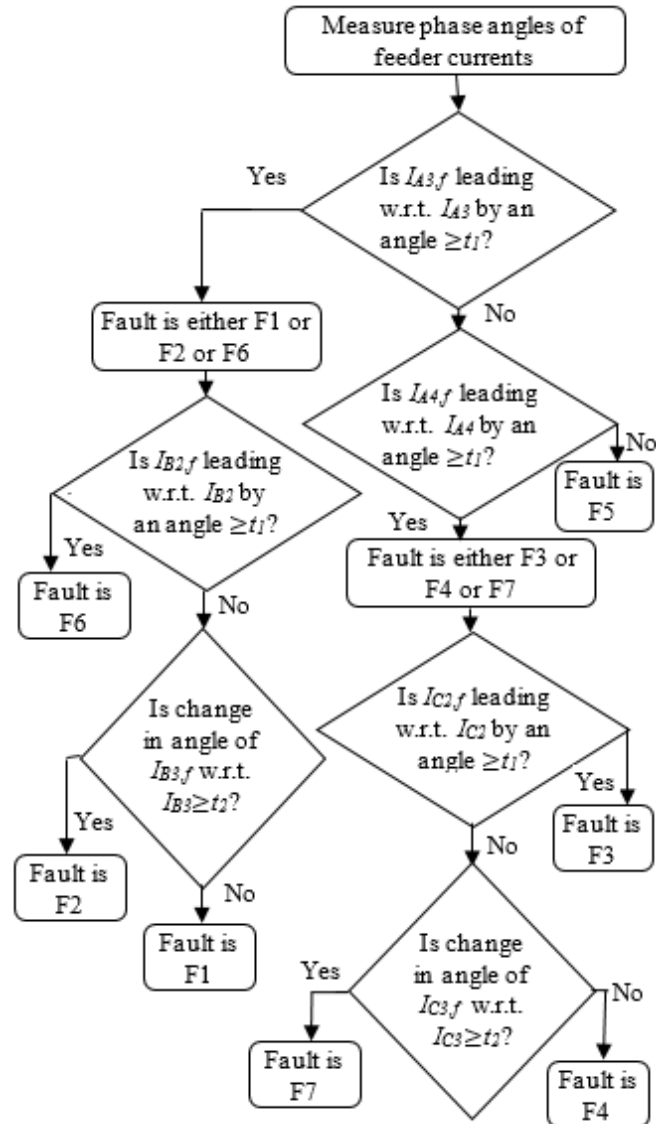 Measure phase angles of
feeder currents
Yes
Is IA3,f leading
w.r.t. IA3 by an
angle ≥t1?
No
Fault is either F1 or
F2 or F6
Is IA4,f leading
w.r.t. IA4 by an
angle ≥t1?
No
Fault is
F5
Yes
Is IB2,f leading
w.r.t. IB2 by
an angle ≥t1?
Yes
Fault is
F6
No
Fault is either F3 or
F4 or F7
Is change
in angle of
IB3,f w.r.t.
IB3≥t2?
Yes
Fault is
F2
No
Fault is
F1
Is IC2,f leading
w.r.t. IC2 by an
angle ≥t1?
Yes
Fault is
F3
No
Is change
in angle of
IC3,f w.r.t.
IC3≥t2?
Yes
Fault is
F7
No
Fault is
F4